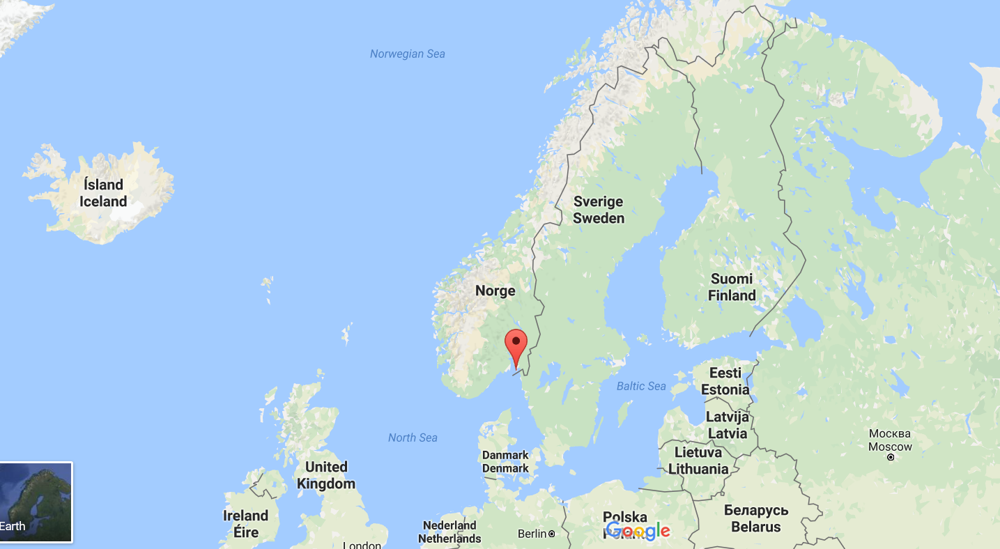 Norwegian Sea
Ísland
Iceland
Sverige
Sweden
Norge
Suomi
Finland
Baltic Sea
Eesti
Estonia
Latvija
Latvia
North Sea
Москва
Moscow
Danmark
Denmark
Lietuva
Lithuania
United
Kingdom
Ireland
Éire
Earth
Nederland
Netherlands
Berlin
Polska
Google
Беларусь
Belarus
London